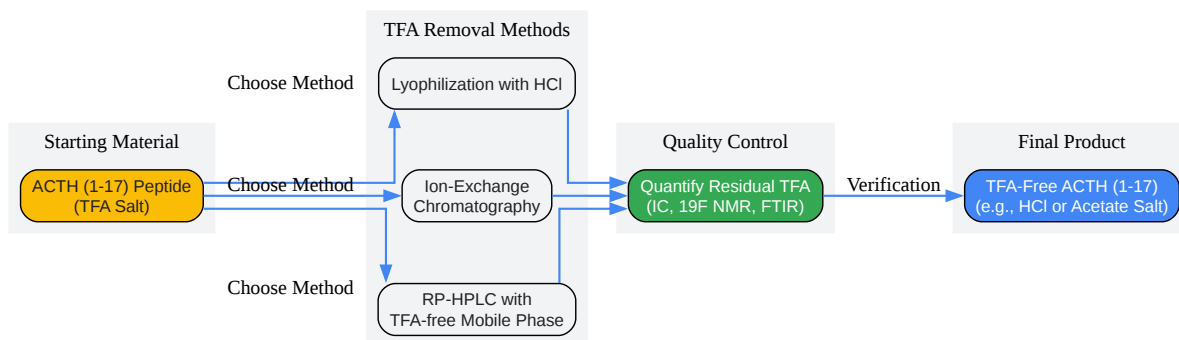 TFA Removal Methods
Choose Method
Lyophilization with HCl
Starting Material
ACTH (1-17) Peptide
(TFA Salt)
Choose Method
Ion-Exchange
Chromatography
Quality Control
Quantify Residual TFA
(IC, 19F NMR, FTIR)
Verification
Final Product
TFA-Free ACTH (1-17)
(e.g., HCl or Acetate Salt)
Choose Method
RP-HPLC with
TFA-free Mobile Phase